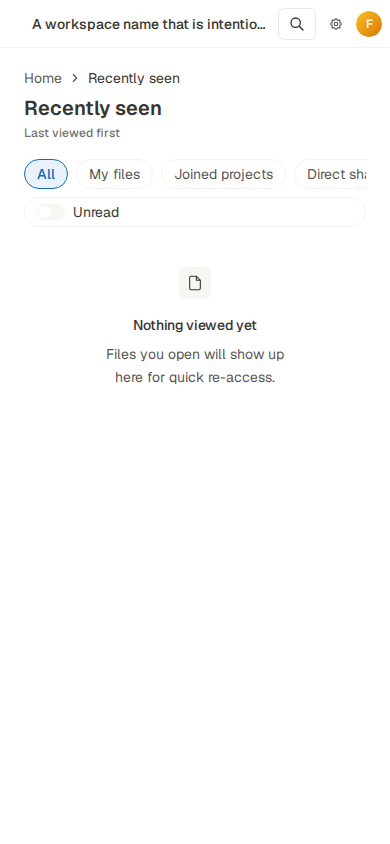 A workspace name that is intentio...
F
Home > Recently seen
Recently seen
Last viewed first
All My files Joined projects Direct sha
Unread
Nothing viewed yet
Files you open will show up
here for quick re-access.